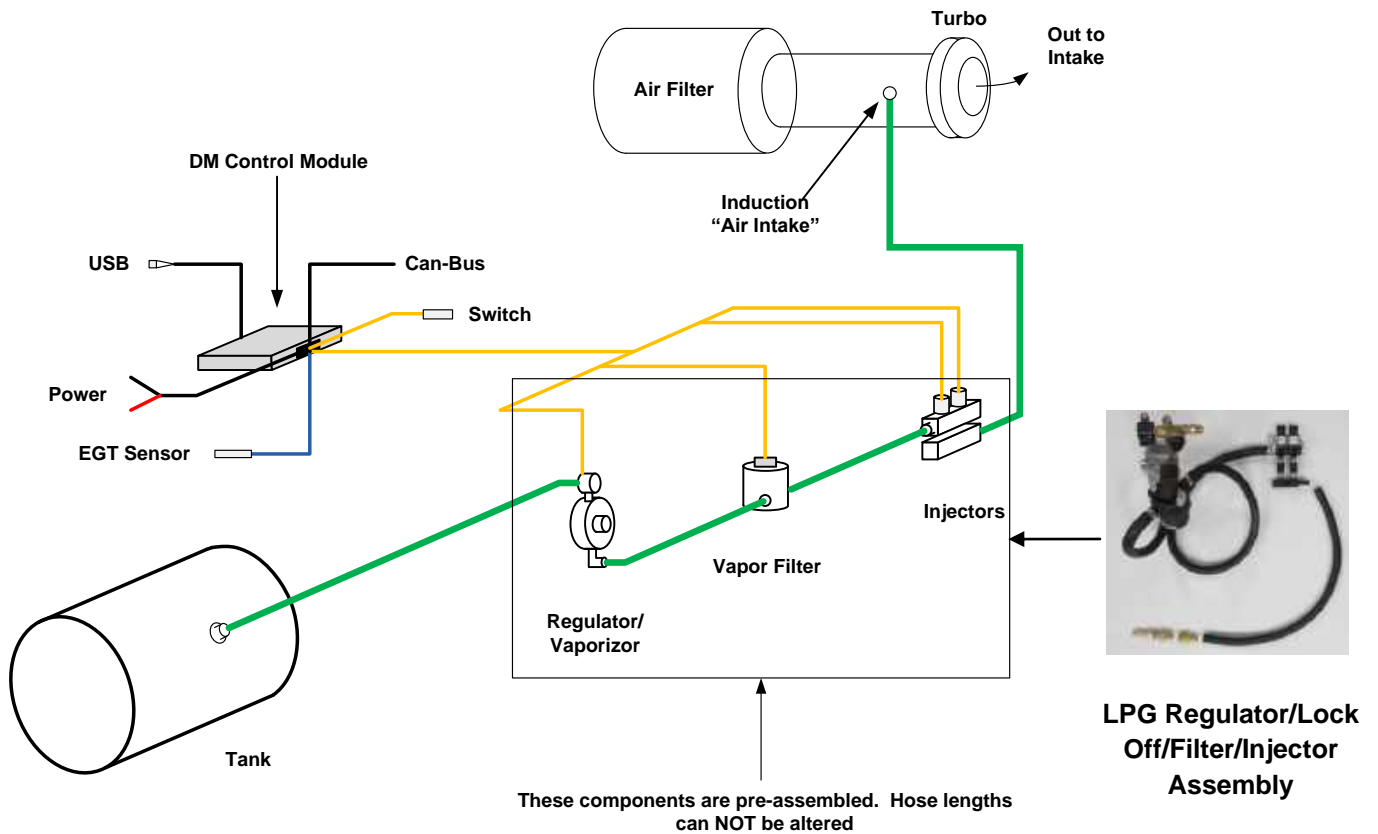 Turbo
Out to
Intake
Air Filter
DM Control Module
Induction
“Air Intake”
USB
Can-Bus
Switch
Power
EGT Sensor
Injectors
Vapor Filter
Regulator/
Vaporizor
Tank
LPG Regulator/Lock
Off/Filter/Injector
Assembly
These components are pre-assembled.  Hose lengths
can NOT be altered